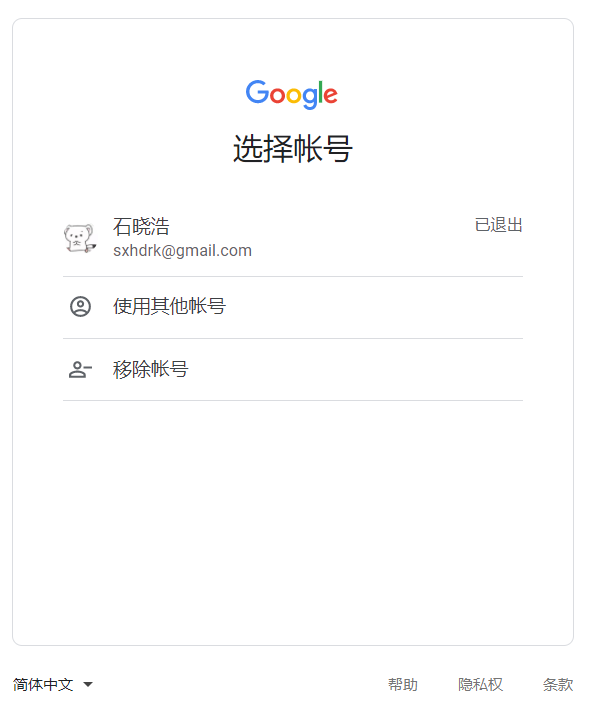 Google
选择帐号
石晓浩
已退出
sxhdrk@gmail.com
使用其他帐号
移除帐号
简体中文
帮助
隐私权
条款